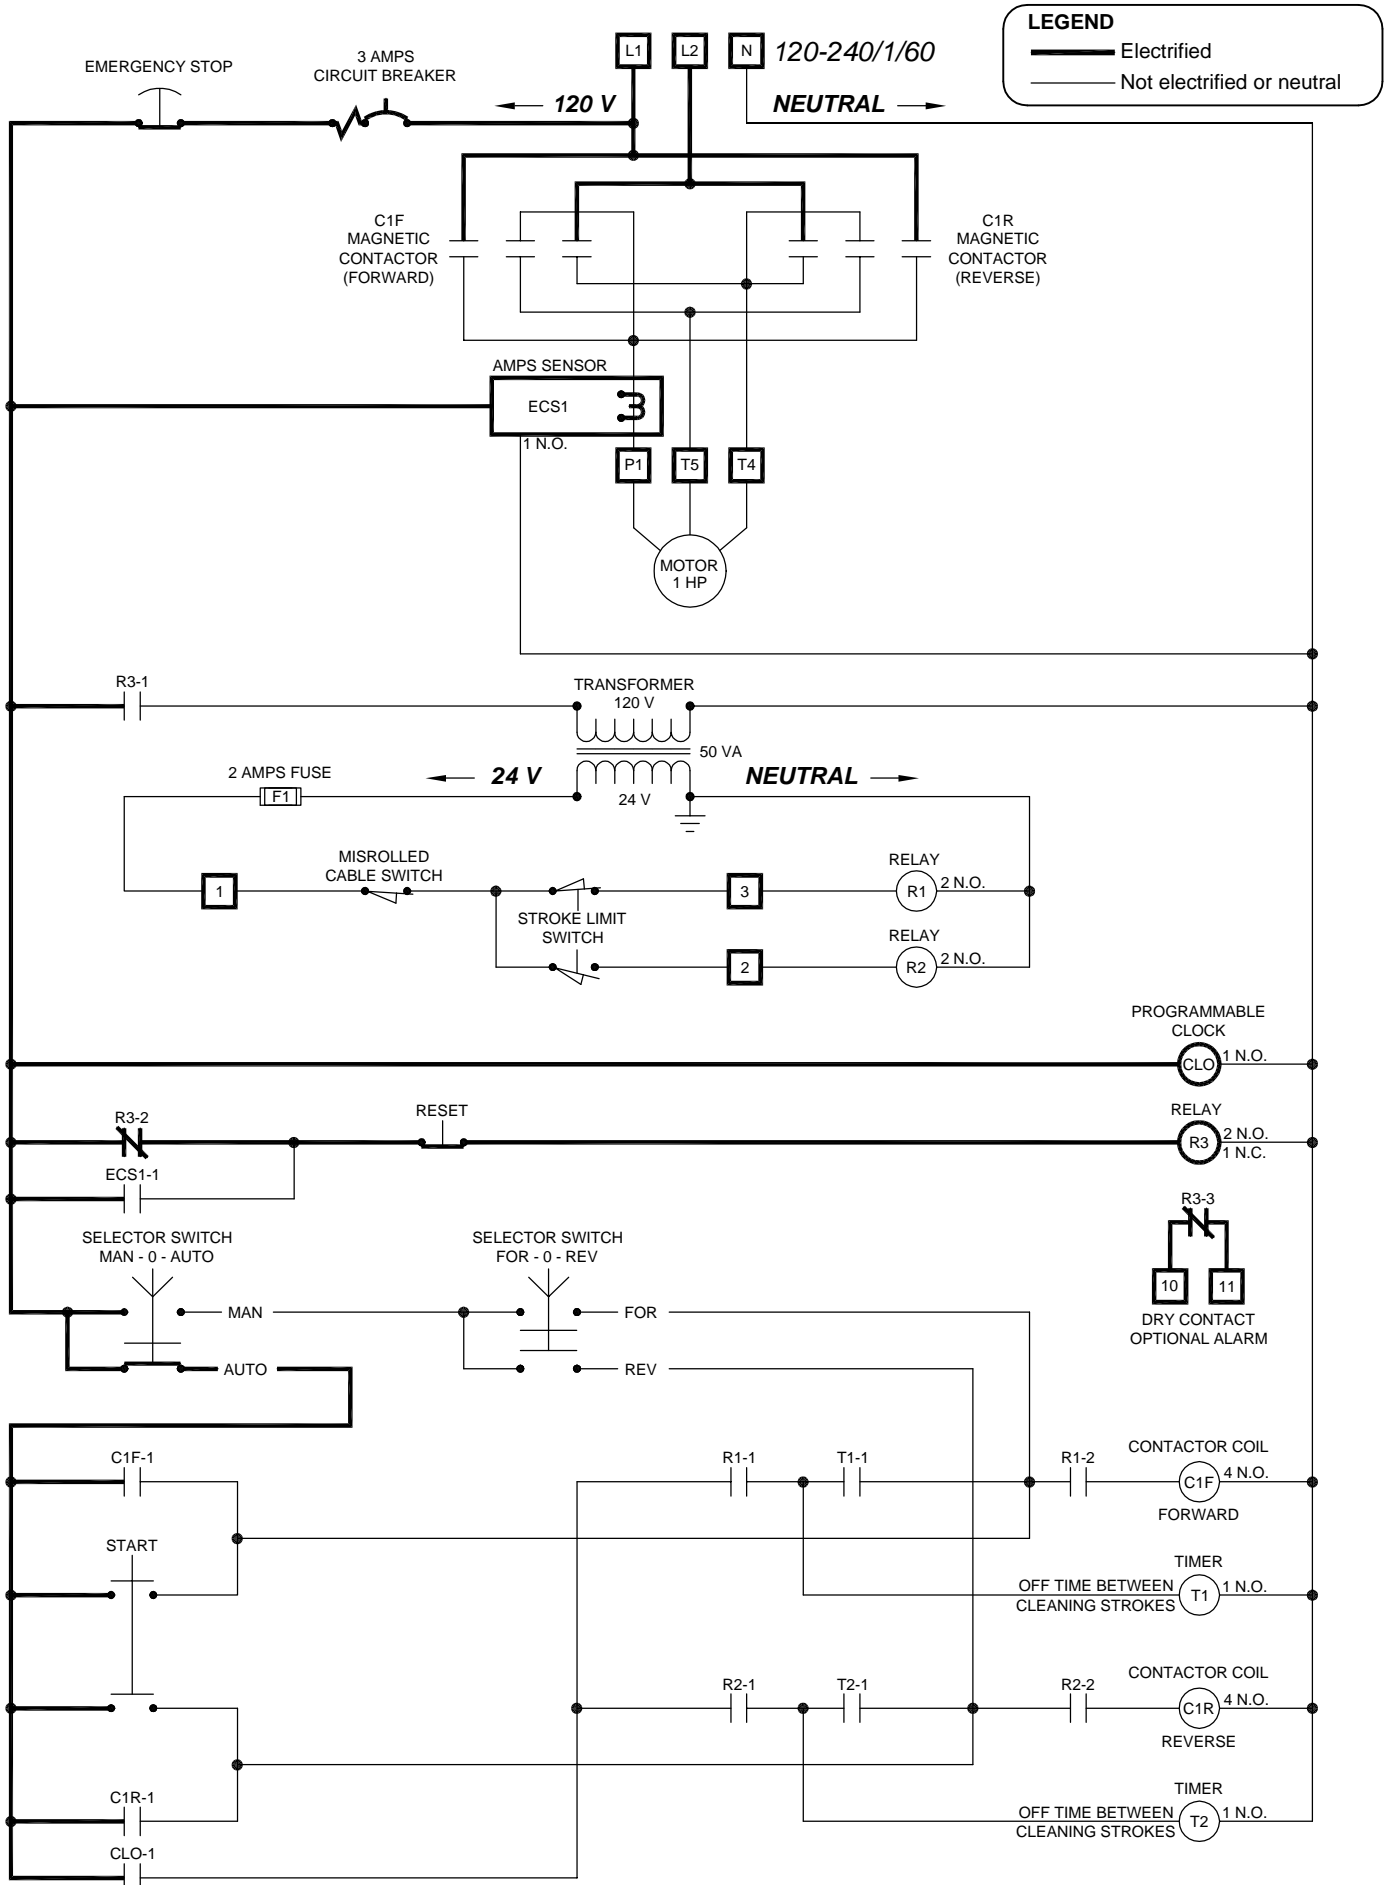 LEGEND
Electrified
Not electrified or neutral
L1
L2
N
120-240/1/60
EMERGENCY STOP
3 AMPS
CIRCUIT BREAKER
120 V
NEUTRAL
C1F
MAGNETIC
CONTACTOR
(FORWARD)
C1R
MAGNETIC
CONTACTOR
(REVERSE)
AMPS SENSOR
ECS1
1 N.O.
P1
T5
T4
MOTOR
1 HP
R3-1
TRANSFORMER
120 V
50 VA
2 AMPS FUSE
F1
24 V
24 V
NEUTRAL
MISROLLED
CABLE SWITCH
1
STROKE LIMIT
SWITCH
3
RELAY
R1
2 N.O.
2
RELAY
R2
2 N.O.
PROGRAMMABLE
CLOCK
CLO
1 N.O.
R3-2
RESET
RELAY
R3
2 N.O.
1 N.C.
ECS1-1
R3-3
10
11
DRY CONTACT
OPTIONAL ALARM
SELECTOR SWITCH
MAN - 0 - AUTO
SELECTOR SWITCH
FOR - 0 - REV
MAN
FOR
AUTO
REV
C1F-1
R1-1
T1-1
R1-2
CONTACTOR COIL
C1F
4 N.O.
FORWARD
START
TIMER
OFF TIME BETWEEN
CLEANING STROKES
T1
1 N.O.
R2-1
T2-1
R2-2
CONTACTOR COIL
C1R
4 N.O.
REVERSE
C1R-1
TIMER
OFF TIME BETWEEN
CLEANING STROKES
T2
1 N.O.
CLO-1